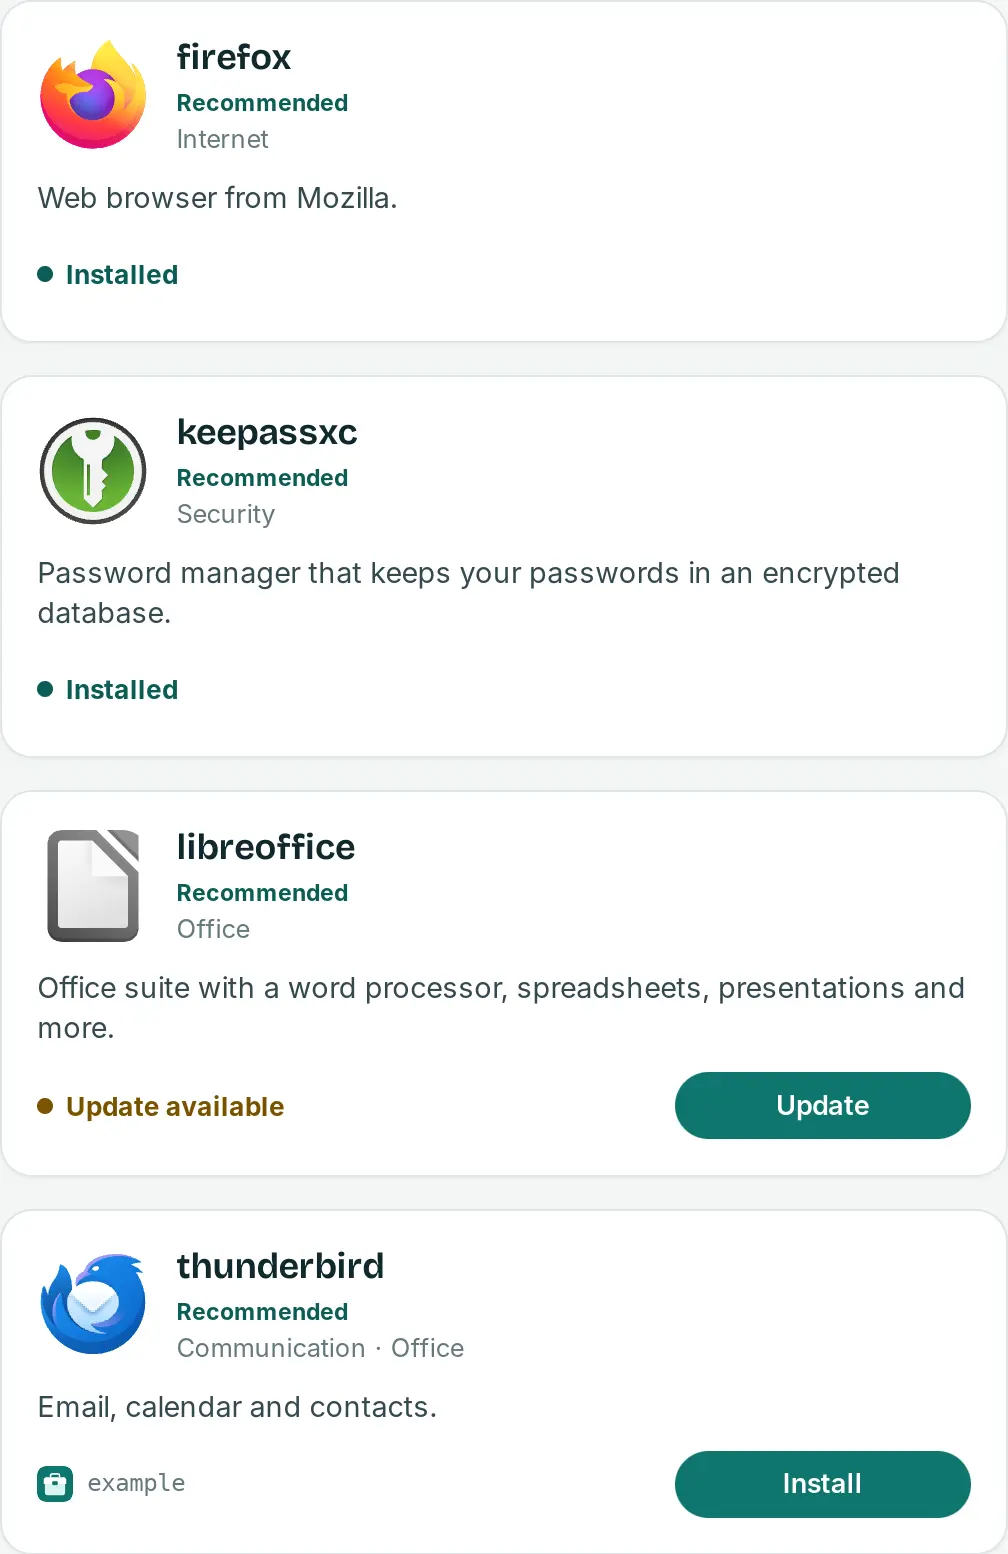 firefox
Recommended
Internet
Web browser from Mozilla.
Installed
keepassxc
Recommended
Security
Password manager that keeps your passwords in an encrypted
database.
Installed
libreoffice
Recommended
Office
Office suite with a word processor, spreadsheets, presentations and
more.
Update available
Update
thunderbird
Recommended
Communication · Office
Email, calendar and contacts.
example
Install